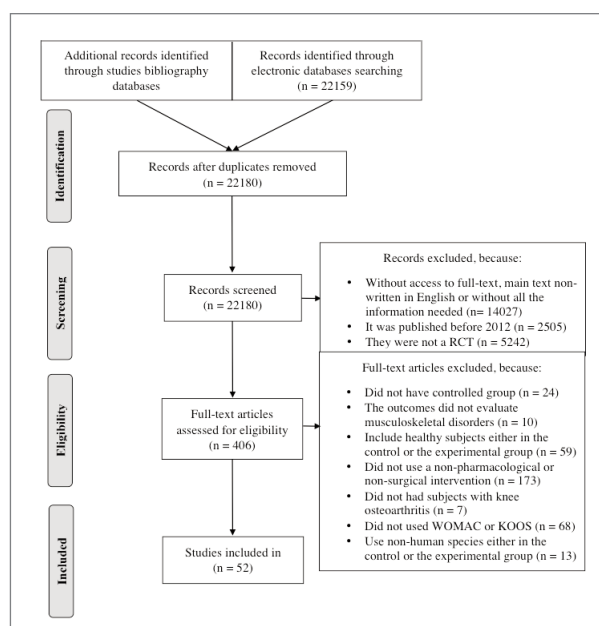 Additional records identified
through studies bibliography
databases
Records identified through
electronic databases searching
(n = 22159)
Identification
Records after duplicates removed
(n = 22180)
Screening
Records screened
(n= 22180)
Records excluded, because:
• Without access to full-text, main text non-
written in English or without all the
information needed (n= 14027)
• It was published before 2012 (n = 2505)
• They were not a RCT (n = 5242)
Eligibility
Full-text articles
assessed for eligibility
(n = 406)
Full-text articles excluded, because:
• Did not have controlled group (n = 24)
• The outcomes did not evaluate
musculoskeletal disorders (n = 10)
• Include healthy subjects either in the
control or the experimental group (n = 59)
• Did not use a non-pharmacological or
non-surgical intervention (n = 173)
• Did not had subjects with knee
osteoarthritis (n = 7)
• Did not used WOMAC or KOOS (n = 68)
• Use non-human species either in the
control or the experimental group (n = 13)
Included
Studies included in
(n = 52)